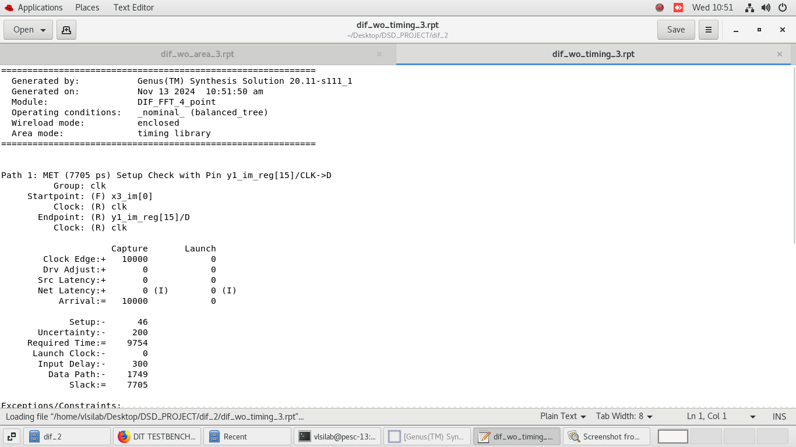 Applications Places Text Editor Wed 10:51
Open dif_wo_timing_3.rpt Save
~/Desktop/DSD_PROJECT/dif_2
dif_wo_area_3.rpt × dif_wo_timing_3.rpt ×
============================================================
Generated by: Genus(TM) Synthesis Solution 20.11-s111_1
Generated on: Nov 13 2024 10:51:50 am
Module: DIF_FFT_4_point
Operating conditions: _nominal_ (balanced_tree)
Wireload mode: enclosed
Area mode: timing library
============================================================
Path 1: MET (7705 ps) Setup Check with Pin y1_im_reg[15]/CLK->D
Group: clk
Startpoint: (F) x3_im[0]
Clock: (R) clk
Endpoint: (R) y1_im_reg[15]/D
Clock: (R) clk
Capture Launch
Clock Edge:+ 10000 0
Drv Adjust:+ 0 0
Src Latency:+ 0 0
Net Latency:+ 0 (I) 0 (I)
Arrival:= 10000 0
Setup:- 46
Uncertainty:- 200
Required Time:= 9754
Launch Clock:- 0
Input Delay:- 300
Data Path:- 1749
Slack:= 7705
Exceptions/Constraints:
Loading file "/home/vlsilab/Desktop/DSD_PROJECT/dif_2/dif_wo_timing_3.rpt"... Plain Text Tab Width: 8 Ln 1, Col 1 INS
dif_2 DIT TESTBENCH... Recent vlsilab@pesc-13:... [Genus(TM) Syn... dif_wo_timing_... Screenshot fro...